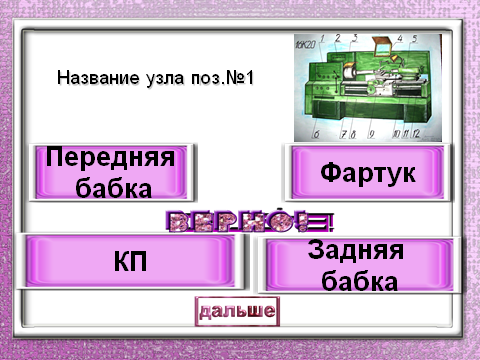 Название узла поз.№1
16К20
1 2 3 4 5
6 7 8 9 10 11 12
Передняя
бабка
Фартук
ВЕРНО!
КП
Задняя
бабка
дальше